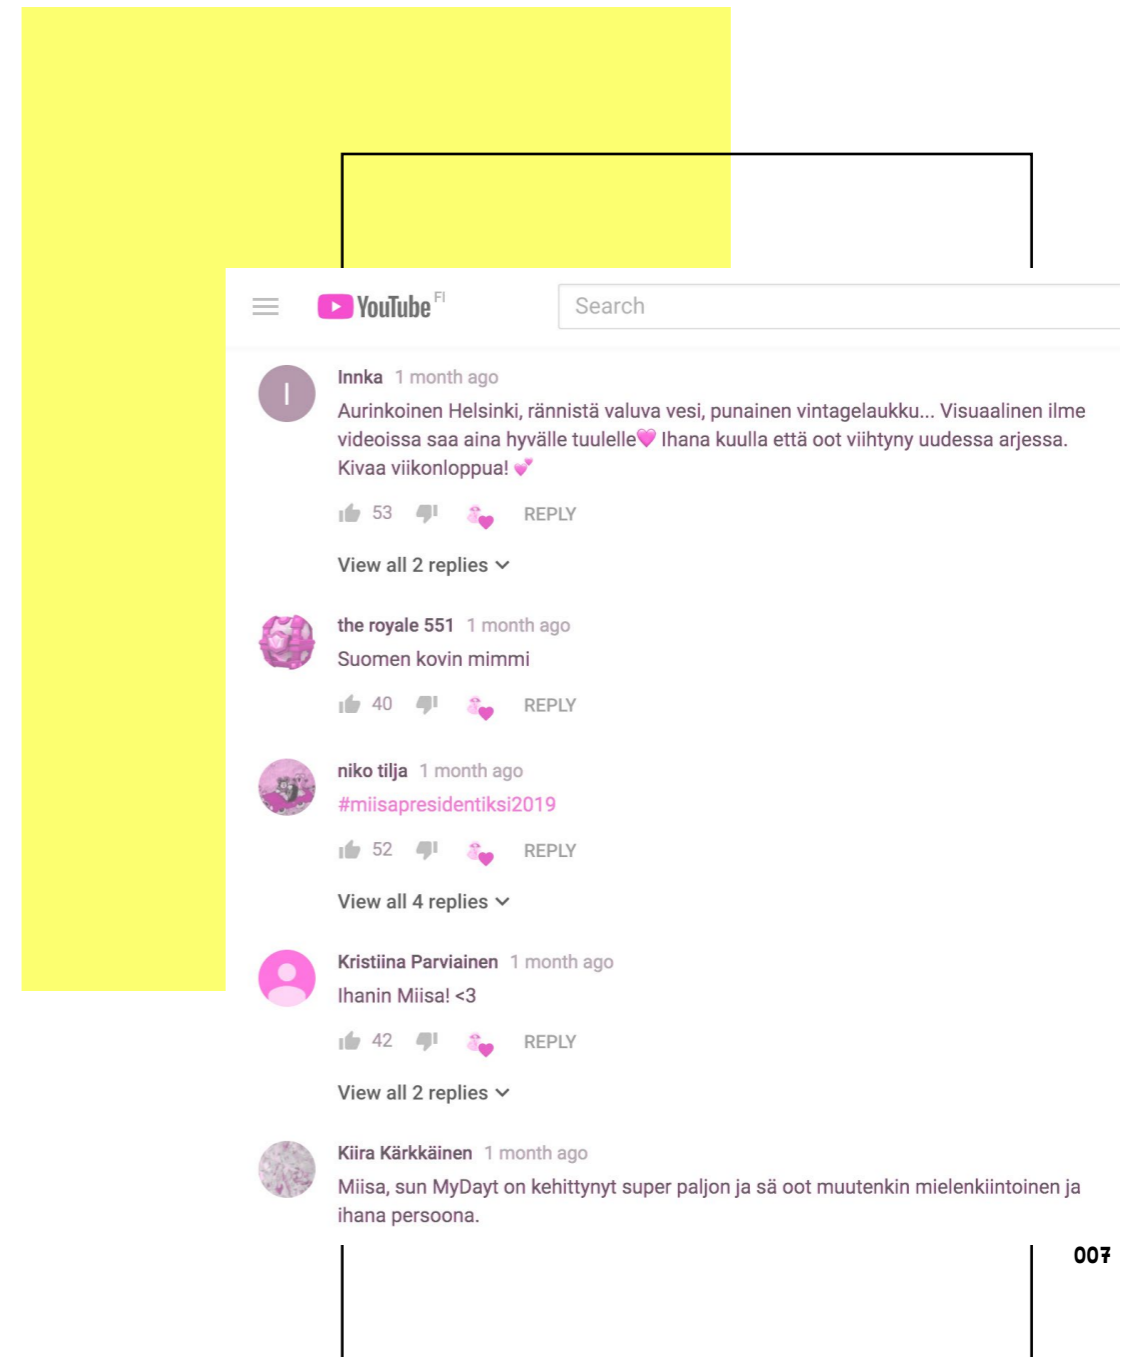 YouTube FI
Search
I
Innka 1 month ago
Aurinkoinen Helsinki, rännistä valuva vesi, punainen vintagelaukku... Visuaalinen ilme
videoissa saa aina hyvälle tuulelle💗 Ihana kuulla että oot viihtyny uudessa arjessa.
Kivaa viikonloppua! 💕
53 REPLY
View all 2 replies
the royale 551 1 month ago
Suomen kovin mimmi
40 REPLY
niko tilja 1 month ago
#miisapresidentiksi2019
52 REPLY
View all 4 replies
Kristiina Parviainen 1 month ago
Ihanin Miisa! <3
42 REPLY
View all 2 replies
Kiira Kärkkäinen 1 month ago
Miisa, sun MyDayt on kehittynyt super paljon ja sä oot muutenkin mielenkiintoinen ja
ihana persoona.
007